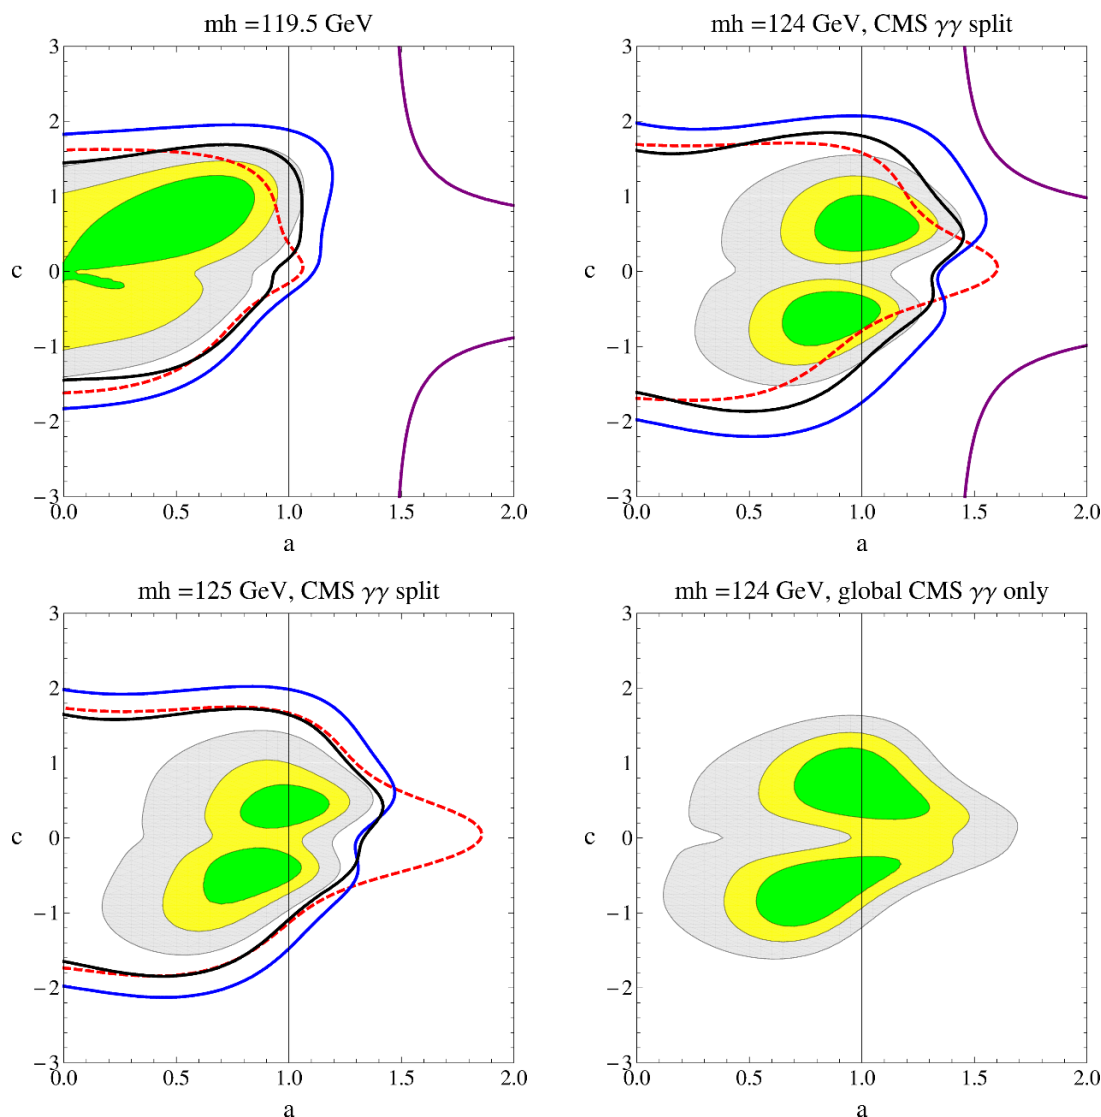 mh =119.5 GeV
3
2
1
c 0
−1
−2
−3
0.0 0.5 1.0 1.5 2.0
a
mh =124 GeV, CMS γγ split
3
2
1
c 0
−1
−2
−3
0.0 0.5 1.0 1.5 2.0
a
mh =125 GeV, CMS γγ split
3
2
1
c 0
−1
−2
−3
0.0 0.5 1.0 1.5 2.0
a
mh =124 GeV, global CMS γγ only
3
2
1
c 0
−1
−2
−3
0.0 0.5 1.0 1.5 2.0
a